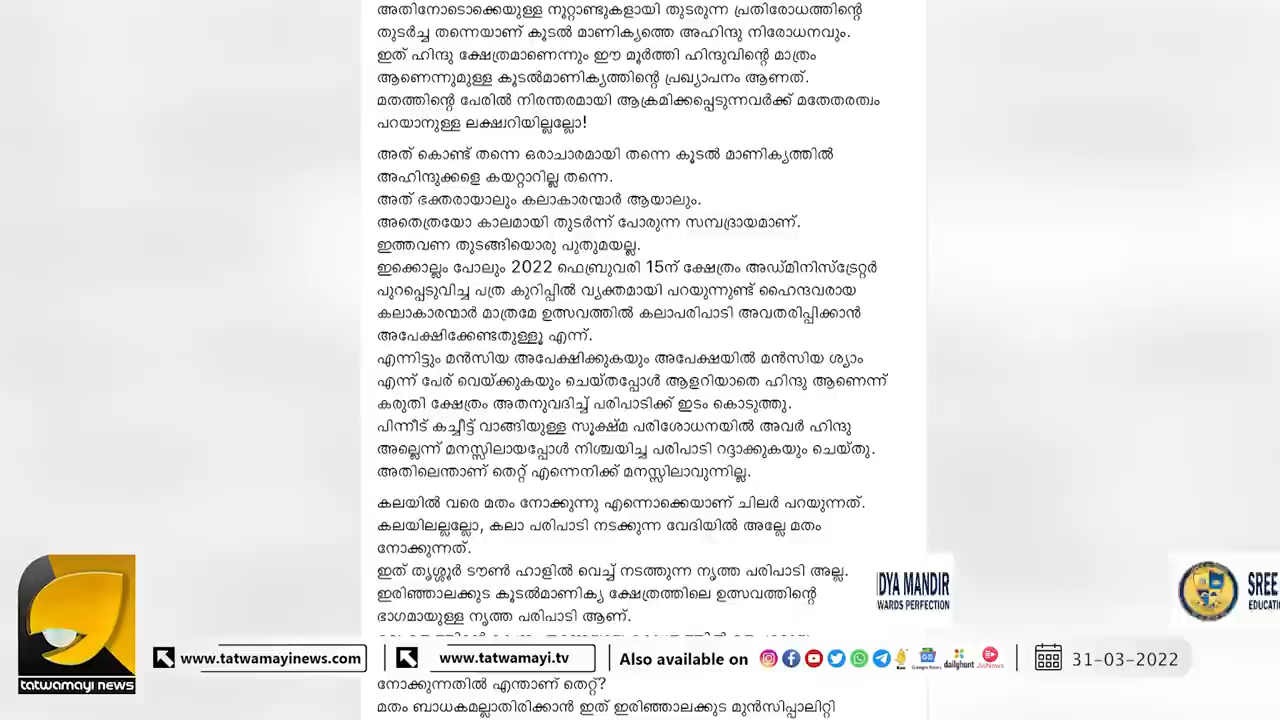 അതിനോടൊക്കെയുള്ള നൂറ്റാണ്ടുകളായി തുടരുന്ന പ്രതിരോധത്തിന്റെ
തുടർച്ച തന്നെയാണ് കൂടൽ മാണിക്യത്തെ അഹിന്ദു നിരോധനവും.
ഇത് ഹിന്ദു ക്ഷേത്രമാണെന്നും ഈ മൂർത്തി ഹിന്ദുവിന്റെ മാത്രം
ആണെന്നുമുള്ള കൂടൽമാണിക്യത്തിന്റെ പ്രഖ്യാപനം ആണത്.
മതത്തിന്റെ പേരിൽ നിരന്തരമായി ആക്രമിക്കപ്പെടുന്നവർക്ക് മതേതരത്വം
പറയാനുള്ള ലക്ഷ്വറിയില്ലല്ലോ!
അത് കൊണ്ട് തന്നെ ഒരാചാരമായി തന്നെ കൂടൽ മാണിക്യത്തിൽ
അഹിന്ദുക്കളെ കയറ്റാറില്ല തന്നെ.
അത് ഭക്തരായാലും കലാകാരന്മാർ ആയാലും.
അതെത്രയോ കാലമായി തുടർന്ന് പോരുന്ന സമ്പ്രദായമാണ്.
ഇത്തവണ തുടങ്ങിയൊരു പുതുമയല്ല.
ഇക്കൊല്ലം പോലും 2022 ഫെബ്രുവരി 15ന് ക്ഷേത്രം അഡ്മിനിസ്ട്രേറ്റർ
പുറപ്പെടുവിച്ച പത്ര കുറിപ്പിൽ വ്യക്തമായി പറയുന്നുണ്ട് ഹൈന്ദവരായ
കലാകാരന്മാർ മാത്രമേ ഉത്സവത്തിൽ കലാപരിപാടി അവതരിപ്പിക്കാൻ
അപേക്ഷിക്കേണ്ടതുള്ളൂ എന്ന്.
എന്നിട്ടും മൻസിയ അപേക്ഷിക്കുകയും അപേക്ഷയിൽ മൻസിയ ശ്യാം
എന്ന് പേര് വെയ്ക്കുകയും ചെയ്തപ്പോൾ ആളറിയാതെ ഹിന്ദു ആണെന്ന്
കരുതി ക്ഷേത്രം അതനുവദിച്ച് പരിപാടിക്ക് ഇടം കൊടുത്തു.
പിന്നീട് കച്ചീട്ട് വാങ്ങിയുള്ള സൂക്ഷ്മ പരിശോധനയിൽ അവർ ഹിന്ദു
അല്ലെന്ന് മനസ്സിലായപ്പോൾ നിശ്ചയിച്ച പരിപാടി റദ്ദാക്കുകയും ചെയ്തു.
അതിലെന്താണ് തെറ്റ് എന്നെനിക്ക് മനസ്സിലാവുന്നില്ല.
കലയിൽ വരെ മതം നോക്കുന്നു എന്നൊക്കെയാണ് ചിലർ പറയുന്നത്.
കലയിലല്ലല്ലോ, കലാ പരിപാടി നടക്കുന്ന വേദിയിൽ അല്ലേ മതം
നോക്കുന്നത്.
ഇത് തൃശ്ശൂർ ടൗൺ ഹാളിൽ വെച്ച് നടത്തുന്ന നൃത്ത പരിപാടി അല്ല.
ഇരിഞ്ഞാലക്കുട കൂടൽമാണിക്യ ക്ഷേത്രത്തിലെ ഉത്സവത്തിന്റെ
ഭാഗമായുള്ള നൃത്ത പരിപാടി ആണ്.
നോക്കുന്നതിൽ എന്താണ് തെറ്റ്?
മതം ബാധകമല്ലാതിരിക്കാൻ ഇത് ഇരിഞ്ഞാലക്കുട മുൻസിപ്പാലിറ്റി
DYA MANDIR
WARDS PERFECTION
SREE
EDUCATIO
tatwamayi news
www.tatwamayinews.com
www.tatwamayi.tv
Also available on
Google News
dailyhunt
JioNews
31-03-2022